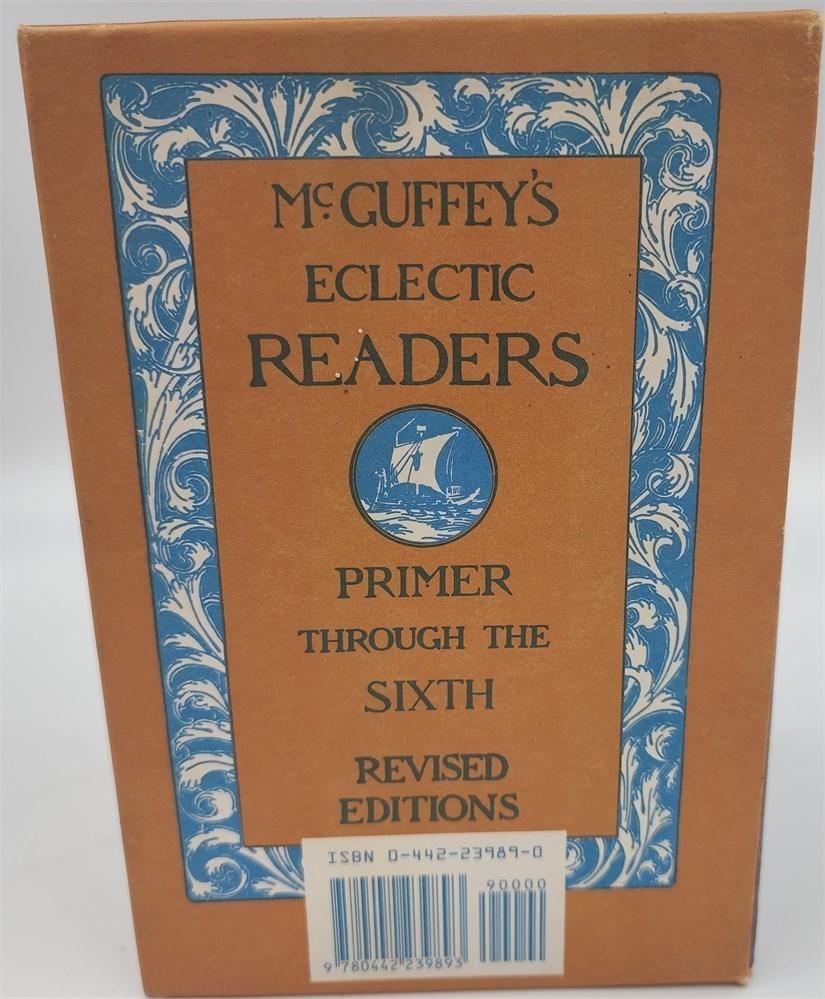 McGUFFEY'S
ECLECTIC
READERS
PRIMER
THROUGH THE
SIXTH
REVISED
EDITIONS
ISBN 0-442-23989-0
90000
9 780442 239893